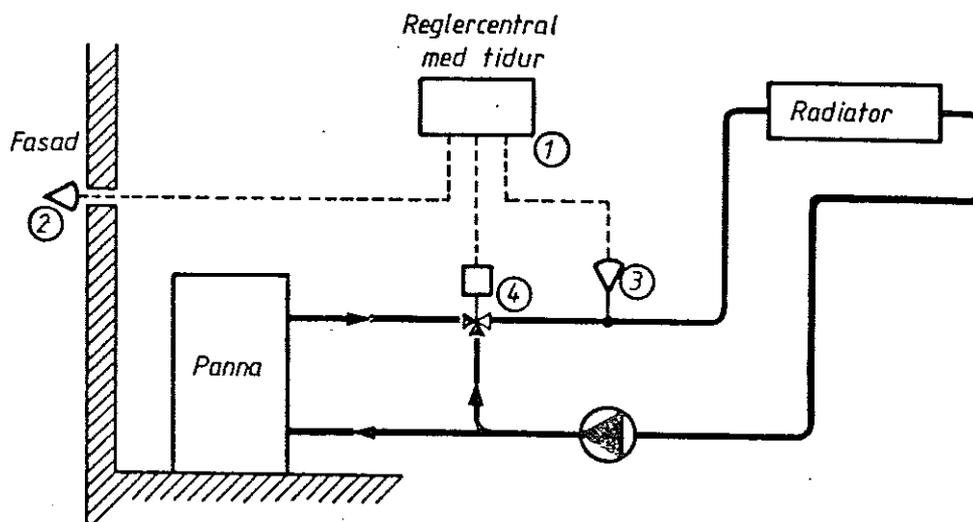 Reglercentral
med tidur
1
Radiator
Fasad
2
3
4
Panna